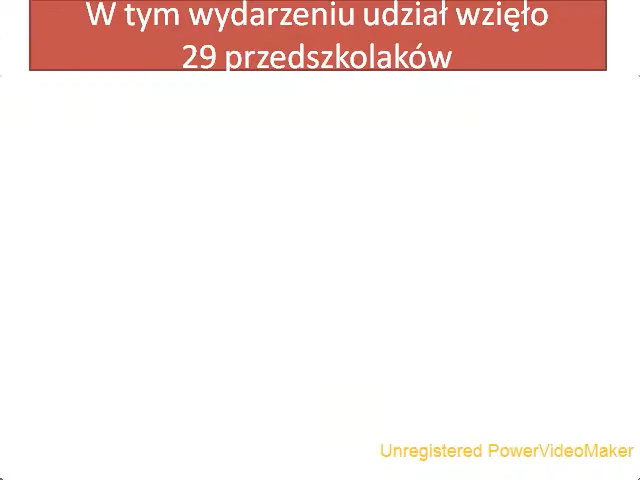 W tym wydarzeniu udział wzięło
29 przedszkolaków
Unregistered PowerVideoMaker